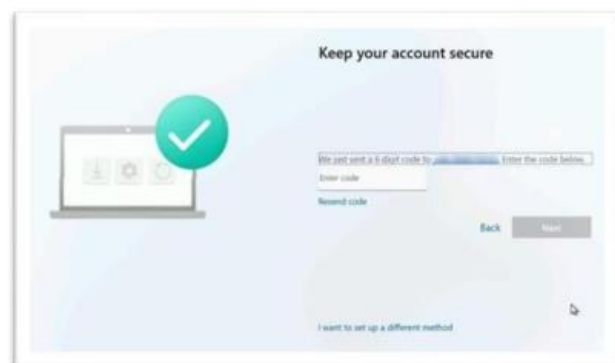 Keep your account secure
We just sent a 6 digit code to Enter the code below.
Enter code
Resend code
Back Next
I want to set up a different method